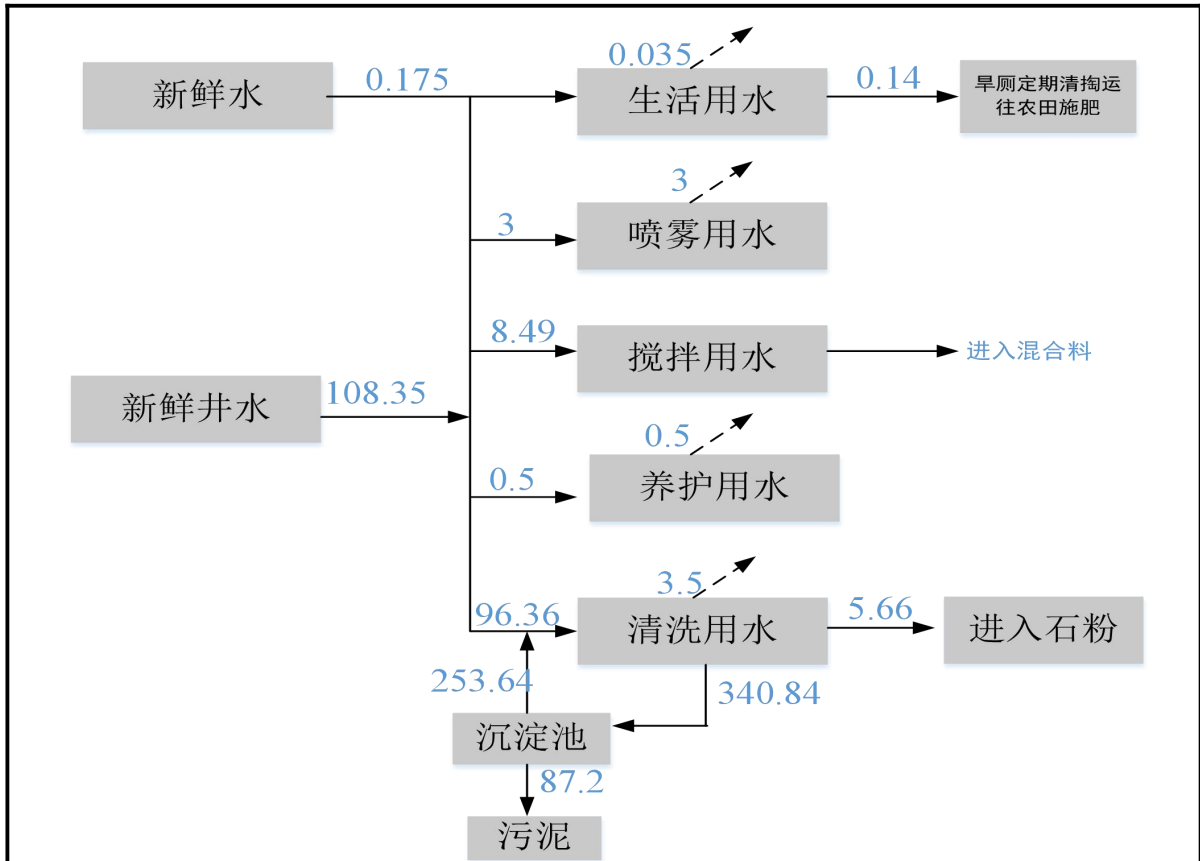 新鲜水
0.175
0.035
生活用水
0.14
旱厕定期清掏运
往农田施肥
3
3
喷雾用水
8.49
搅拌用水
进入混合料
新鲜井水
108.35
0.5
0.5
养护用水
96.36
3.5
清洗用水
5.66
进入石粉
253.64
340.84
沉淀池
87.2
污泥